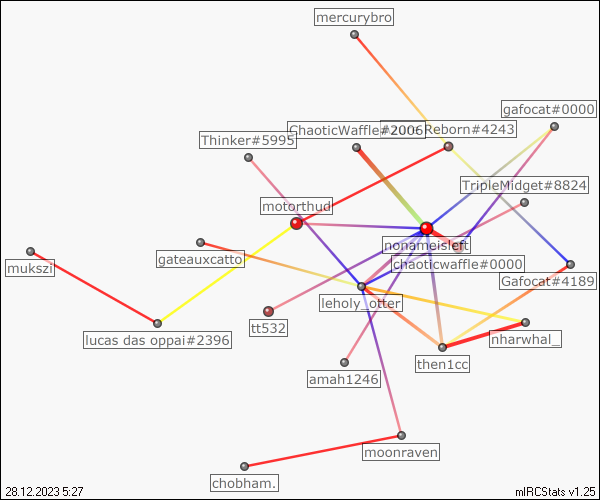 mercurybro
gafocat#0000
ChaoticWaffle#2006
Reborn#4243
Thinker#5995
TripleMidget#8824
motorthud
nonameisleft
gateauxcatto
chaoticwaffle#0000
mukszi
Gafocat#4189
leholy_otter
tt532
lucas das oppai#2396
nharwhal_
then1cc
amah1246
moonraven
chobham.
28.12.2023 5:27
mIRCStats v1.25